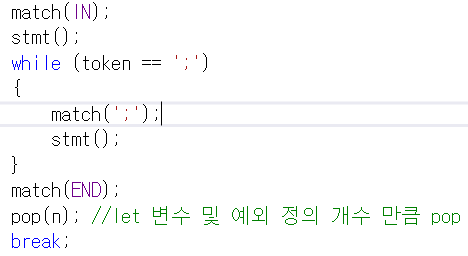 match(IN);
stmt();
while (token == ';')
{
match(';');
stmt();
}
match(END);
pop(n); //let 변수 및 예외 정의 개수 만큼 pop
break;